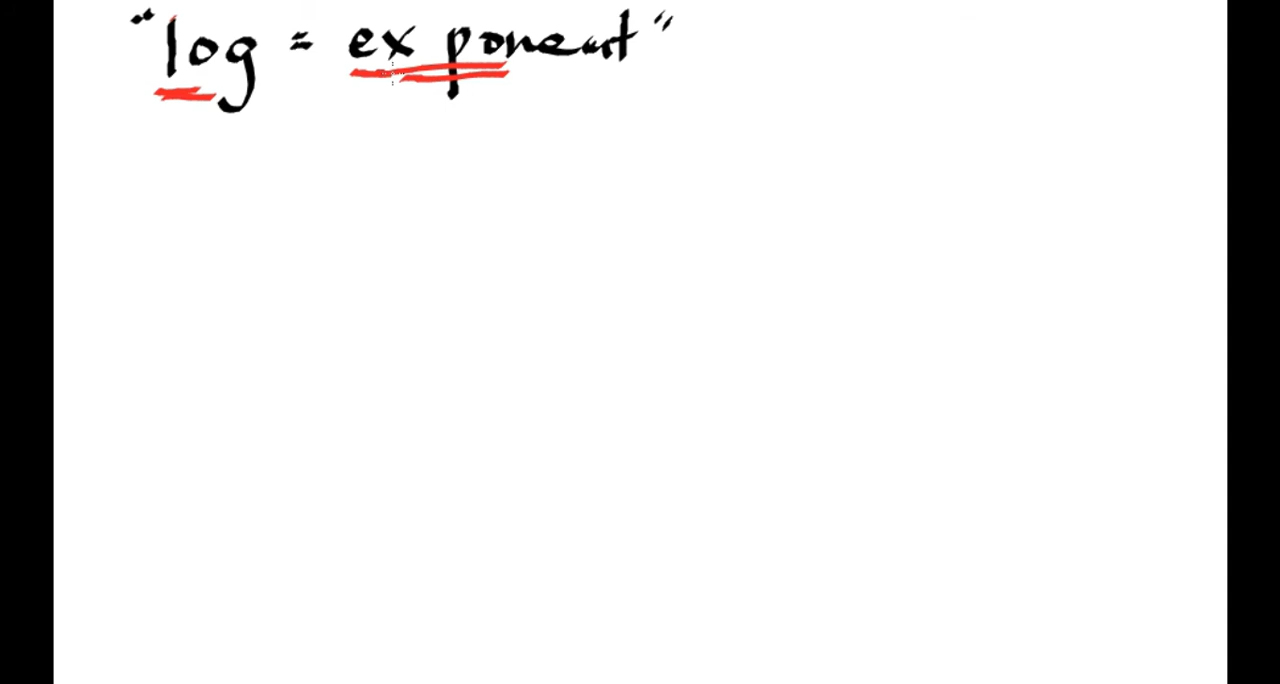 "log = exponent"